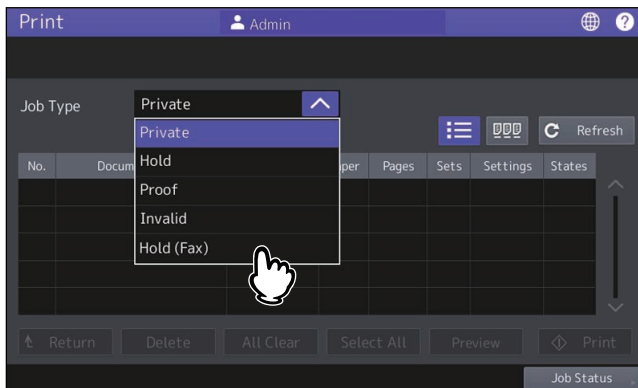 Print Admin ?
Job Type Private
Private
Refresh
Hold
No. Docum per Pages Sets Settings States
Proof
Invalid
Hold (Fax)
Return Delete All Clear Select All Preview Print
Job Status